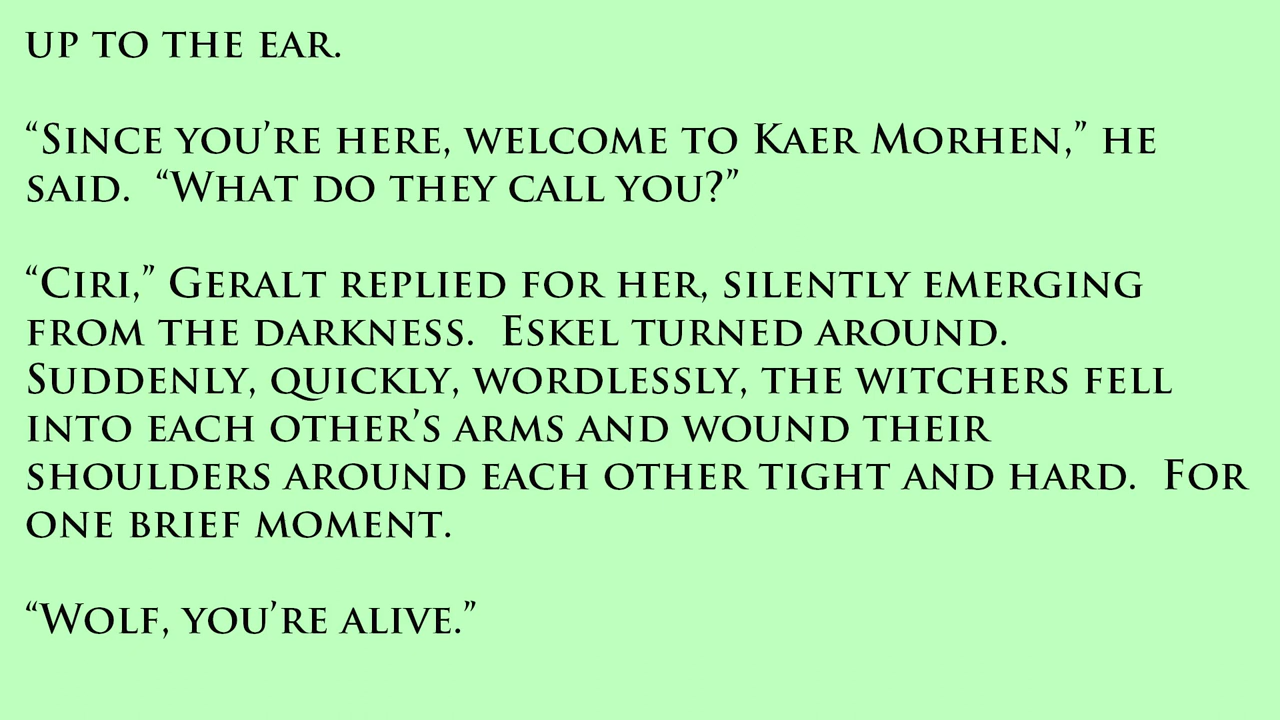 up to the ear.
“Since you’re here, welcome to Kaer Morhen,” he
said.  “What do they call you?”
“Ciri,” Geralt replied for her, silently emerging
from the darkness.  Eskel turned around.
Suddenly, quickly, wordlessly, the witchers fell
into each other’s arms and wound their
shoulders around each other tight and hard.  For
one brief moment.
“Wolf, you’re alive.”